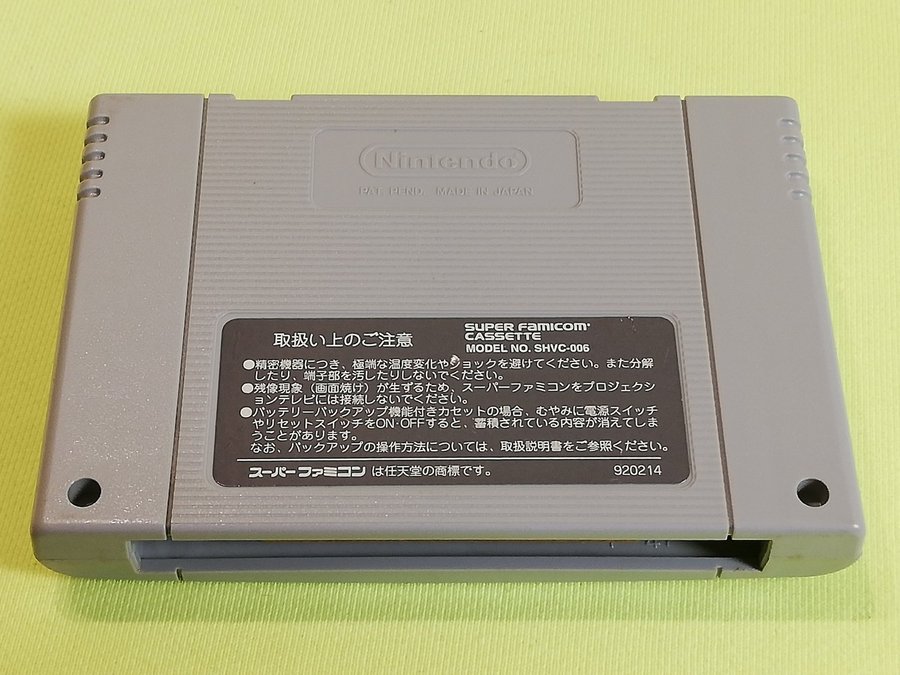 Nintendo
PAT. PEND. MADE IN JAPAN
取扱い上のご注意
SUPER FAMICOM
CASSETTE
MODEL NO. SHVC-006
●精密機器につき、極端な温度変化やショックを避けてください。また分解
したり、端子部を汚したりしないでください。
●残像現象（画面焼け）が生ずるため、スーパーファミコンをプロジェクシ
ョンテレビには接続しないでください。
●バッテリーバックアップ機能付きカセットの場合、むやみに電源スイッチ
やリセットスイッチをON・OFFすると、蓄積されている内容が消えてしま
うことがあります。
なお、バックアップの操作方法については、取扱説明書をご参照ください。
スーパーファミコンは任天堂の商標です。
920214